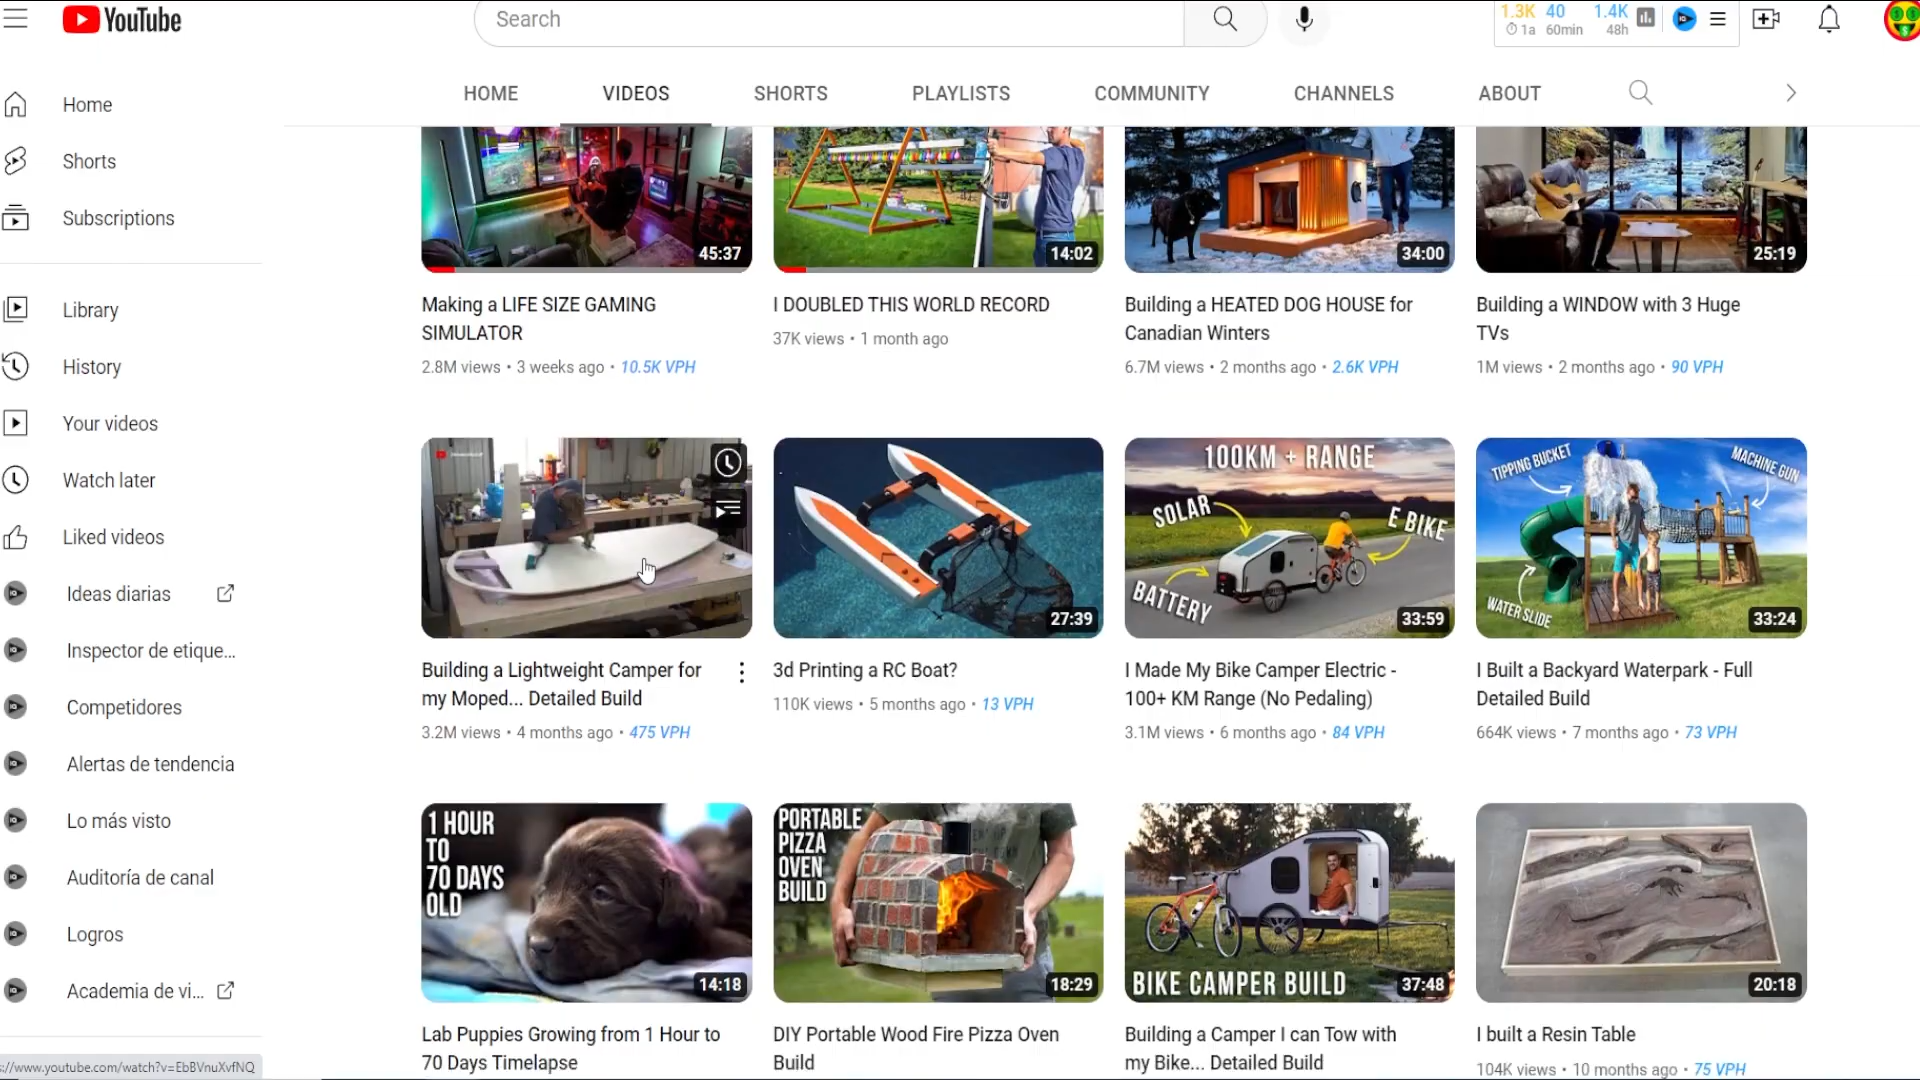 YouTube
Search
1.3K 40 1.4K
1a 60min 48h
HOME VIDEOS SHORTS PLAYLISTS COMMUNITY CHANNELS ABOUT
Home
Shorts
Subscriptions
Library
History
Your videos
Watch later
Liked videos
Ideas diarias
Inspector de etique...
Competidores
Alertas de tendencia
Lo más visto
Auditoría de canal
Logros
Academia de vi...
45:37
Making a LIFE SIZE GAMING
SIMULATOR
2.8M views • 3 weeks ago • 10.5K VPH
14:02
I DOUBLED THIS WORLD RECORD
37K views • 1 month ago
34:00
Building a HEATED DOG HOUSE for
Canadian Winters
6.7M views • 2 months ago • 2.6K VPH
25:19
Building a WINDOW with 3 Huge
TVs
1M views • 2 months ago • 90 VPH
Building a Lightweight Camper for
my Moped... Detailed Build
3.2M views • 4 months ago • 475 VPH
27:39
3d Printing a RC Boat?
110K views • 5 months ago • 13 VPH
100KM + RANGE
SOLAR
E BIKE
BATTERY
33:59
I Made My Bike Camper Electric -
100+ KM Range (No Pedaling)
3.1M views • 6 months ago • 84 VPH
TIPPING BUCKET
MACHINE GUN
WATER SLIDE
33:24
I Built a Backyard Waterpark - Full
Detailed Build
664K views • 7 months ago • 73 VPH
1 HOUR
TO
70 DAYS
OLD
14:18
Lab Puppies Growing from 1 Hour to
70 Days Timelapse
PORTABLE
PIZZA
OVEN
BUILD
18:29
DIY Portable Wood Fire Pizza Oven
Build
BIKE CAMPER BUILD
37:48
Building a Camper I can Tow with
my Bike... Detailed Build
20:18
I built a Resin Table
104K views • 10 months ago • 75 VPH
://www.youtube.com/watch?v=EbBVnuXvfNQ